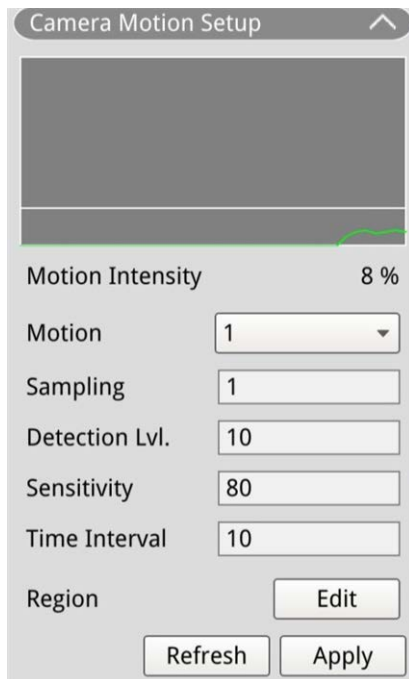 Camera Motion Setup
Motion Intensity 8 %
Motion 1
Sampling 1
Detection Lvl. 10
Sensitivity 80
Time Interval 10
Region Edit
Refresh Apply